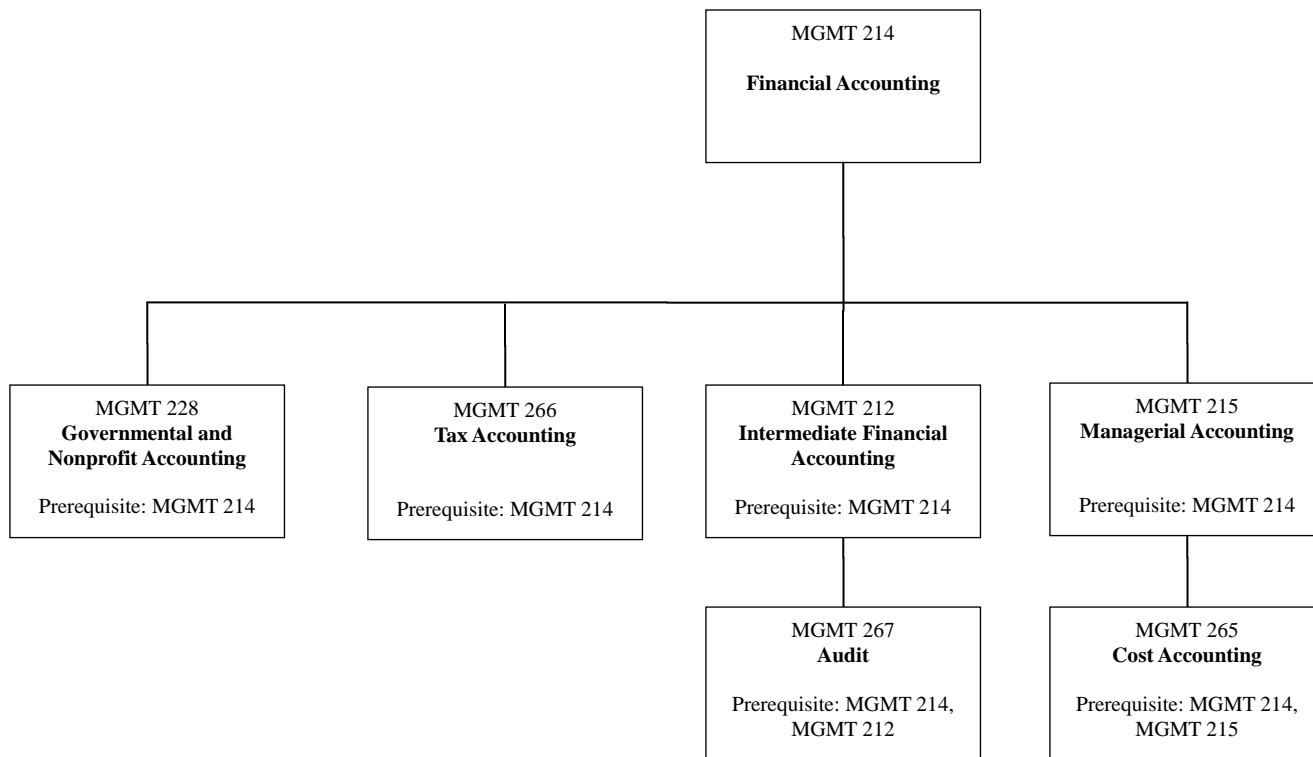 MGMT 214
Financial Accounting
MGMT 228
Governmental and
Nonprofit Accounting
Prerequisite: MGMT 214
MGMT 266
Tax Accounting
Prerequisite: MGMT 214
MGMT 212
Intermediate Financial
Accounting
Prerequisite: MGMT 214
MGMT 215
Managerial Accounting
Prerequisite: MGMT 214
MGMT 267
Audit
Prerequisite: MGMT 214,
MGMT 212
MGMT 265
Cost Accounting
Prerequisite: MGMT 214,
MGMT 215